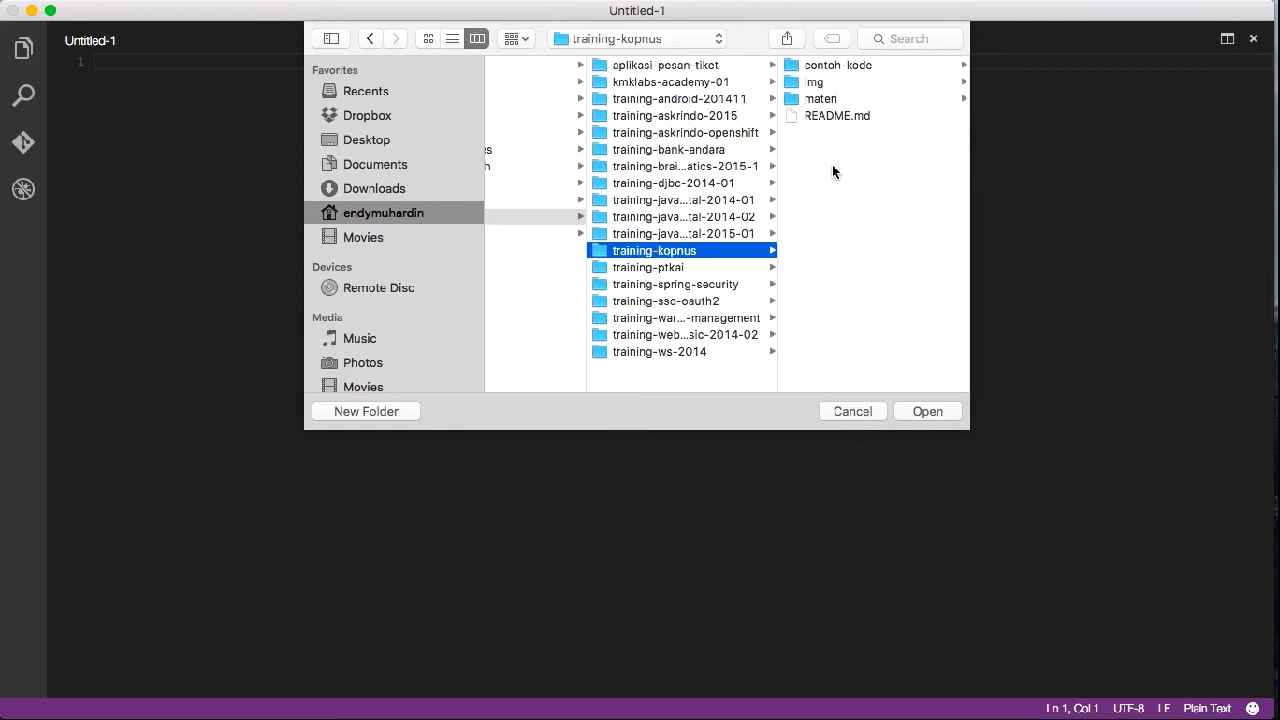 Untitled-1
Untitled-1
1
training-kopnus
Search
Favorites
Recents
Dropbox
Desktop
Documents
Downloads
endymuhardin
Movies
Devices
Remote Disc
Media
Music
Photos
Movies
aplikasi-pesan-tiket
kmklabs-academy-01
training-android-201411
training-askrindo-2015
training-askrindo-openshift
training-bank-andara
training-brai...atics-2015-1
training-djbc-2014-01
training-java...tal-2014-01
training-java...tal-2014-02
training-java...tal-2015-01
training-kopnus
training-ptkai
training-spring-security
training-sso-oauth2
training-war...-management
training-web...sic-2014-02
training-ws-2014
contoh-kode
img
materi
README.md
New Folder
Cancel
Open
Ln 1, Col 1 UTF-8 LF Plain Text